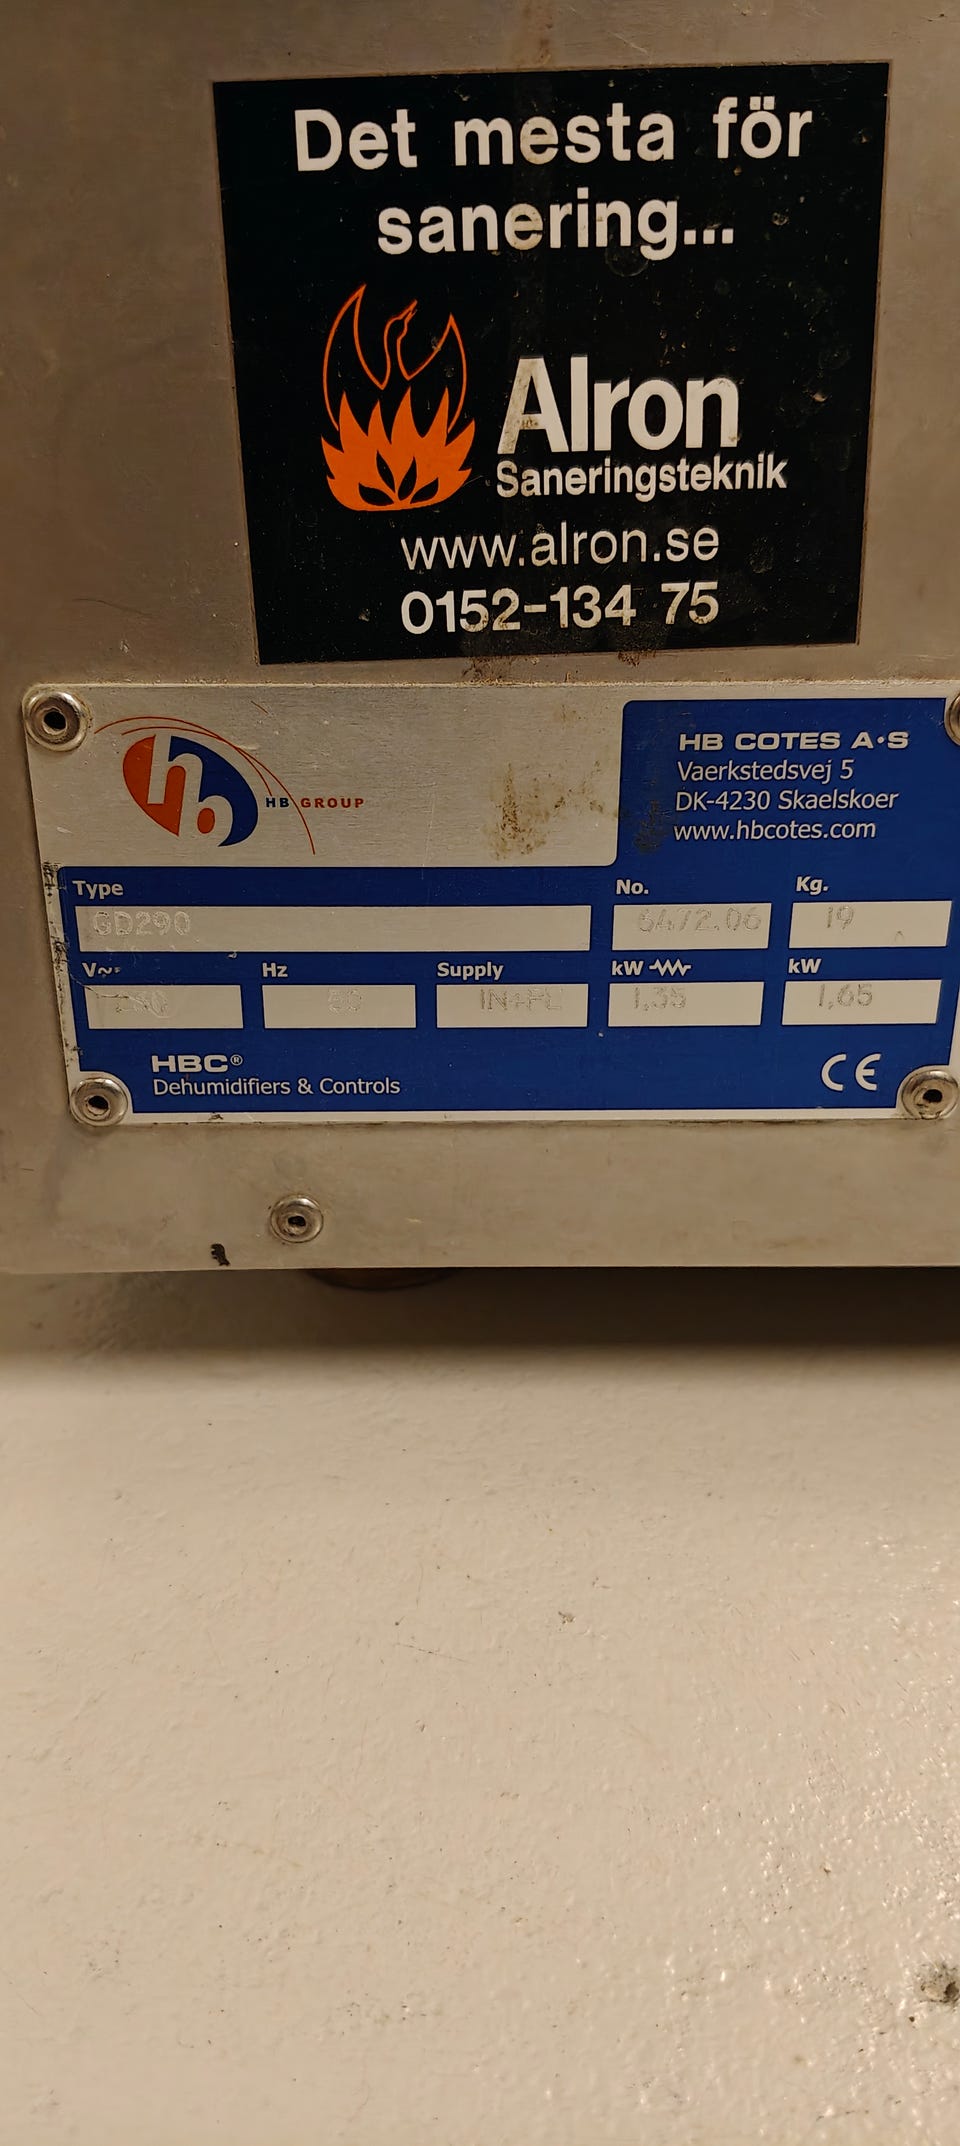 Det mesta för
sanering...
Alron
Saneringsteknik
www.alron.se
0152-134 75
hb
HB GROUP
HB COTES A·S
Vaerkstedsvej 5
DK-4230 Skaelskoer
www.hbcotes.com
Type No. Kg.
GD290 19
V~ Hz Supply kW kW
50 1,35 1,65
HBC®
Dehumidifiers & Controls
CE